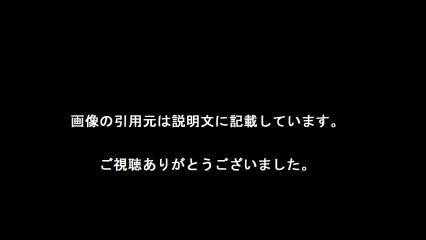 画像の引用元は説明文に記載しています。
ご視聴ありがとうございました。